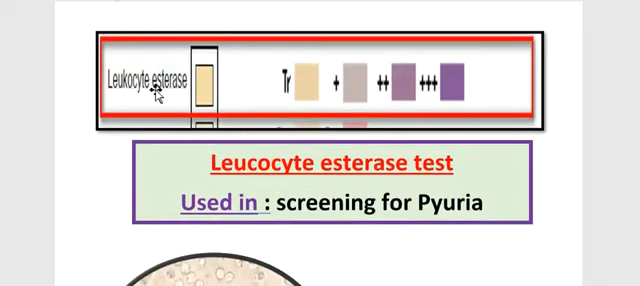 Leukocyte esterase Tr + ++ +++
Leucocyte esterase test
Used in : screening for Pyuria